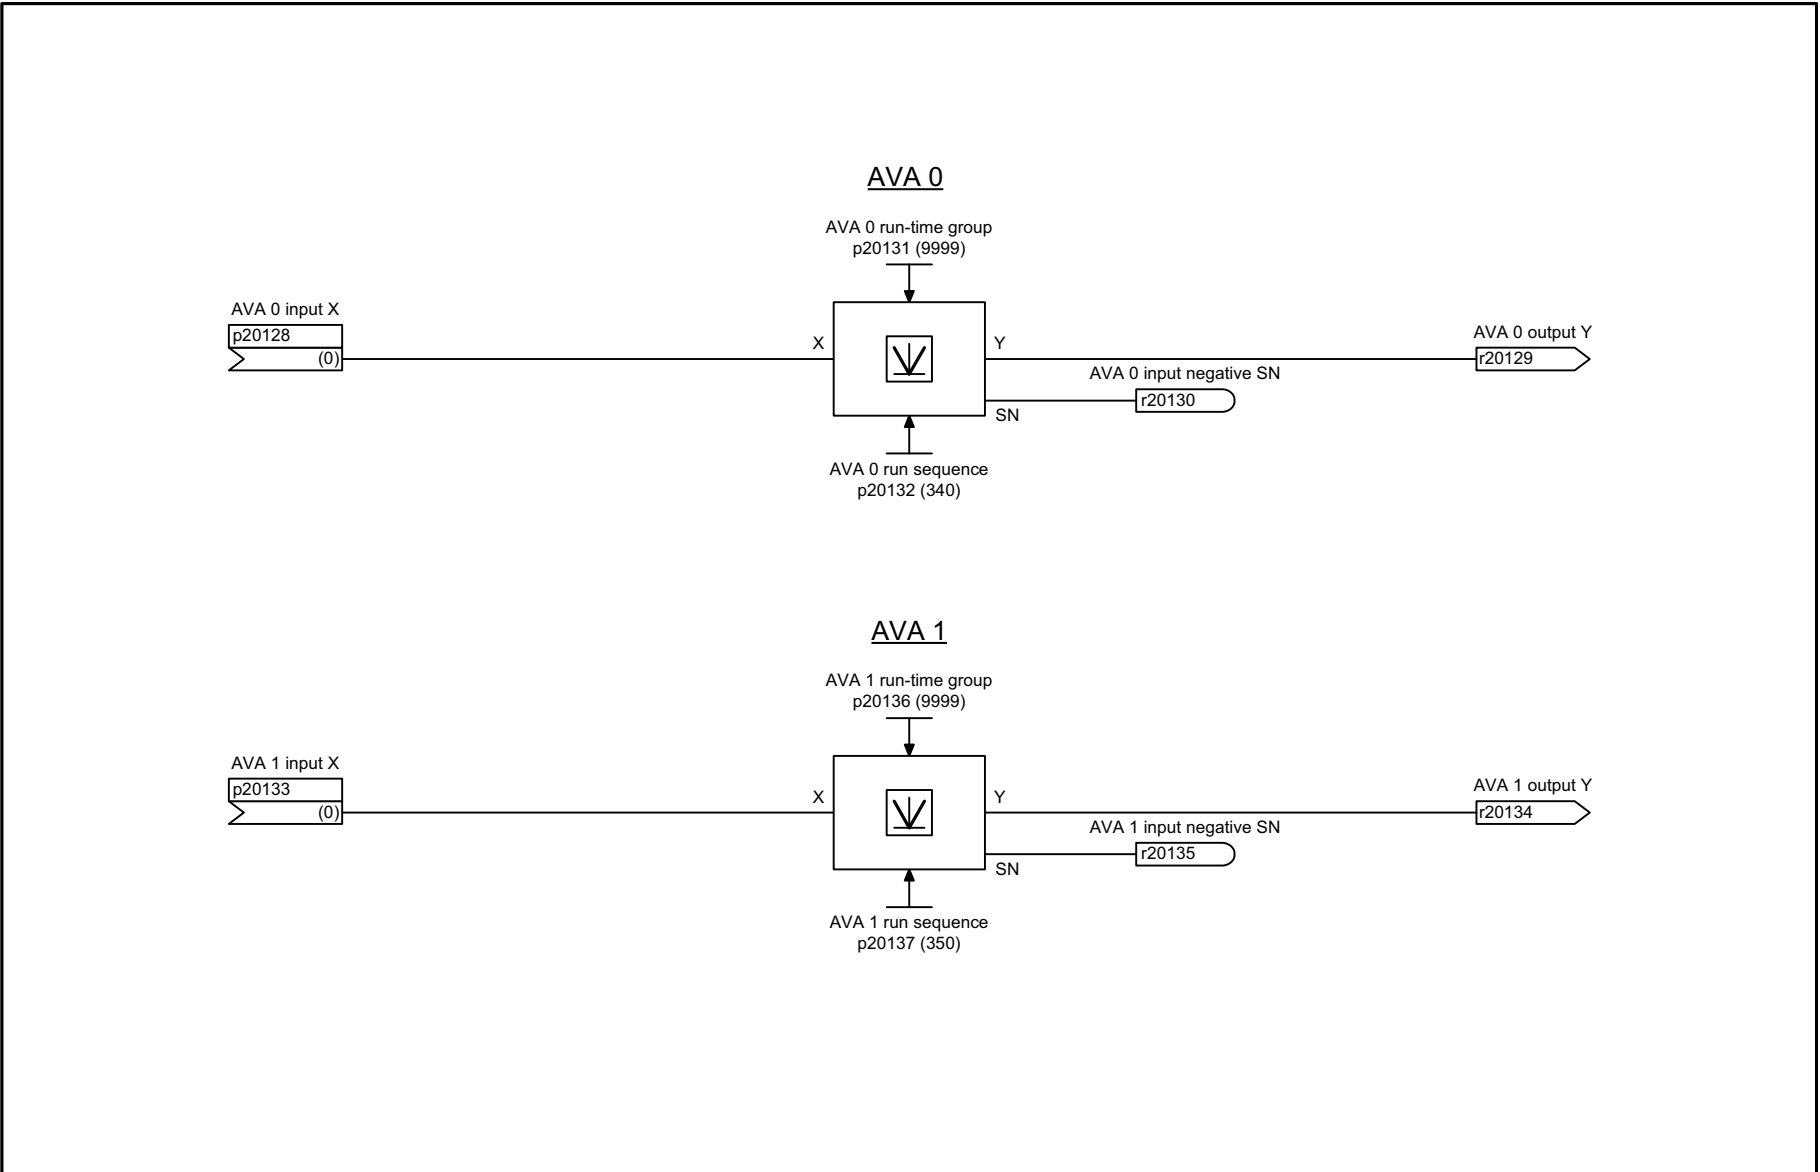 AVA 0
AVA 0 run-time group
p20131 (9999)
AVA 0 input X
p20128
(0)
X
Y
AVA 0 output Y
r20129
AVA 0 input negative SN
r20130
SN
AVA 0 run sequence
p20132 (340)
AVA 1
AVA 1 run-time group
p20136 (9999)
AVA 1 input X
p20133
(0)
X
Y
AVA 1 output Y
r20134
AVA 1 input negative SN
r20135
SN
AVA 1 run sequence
p20137 (350)